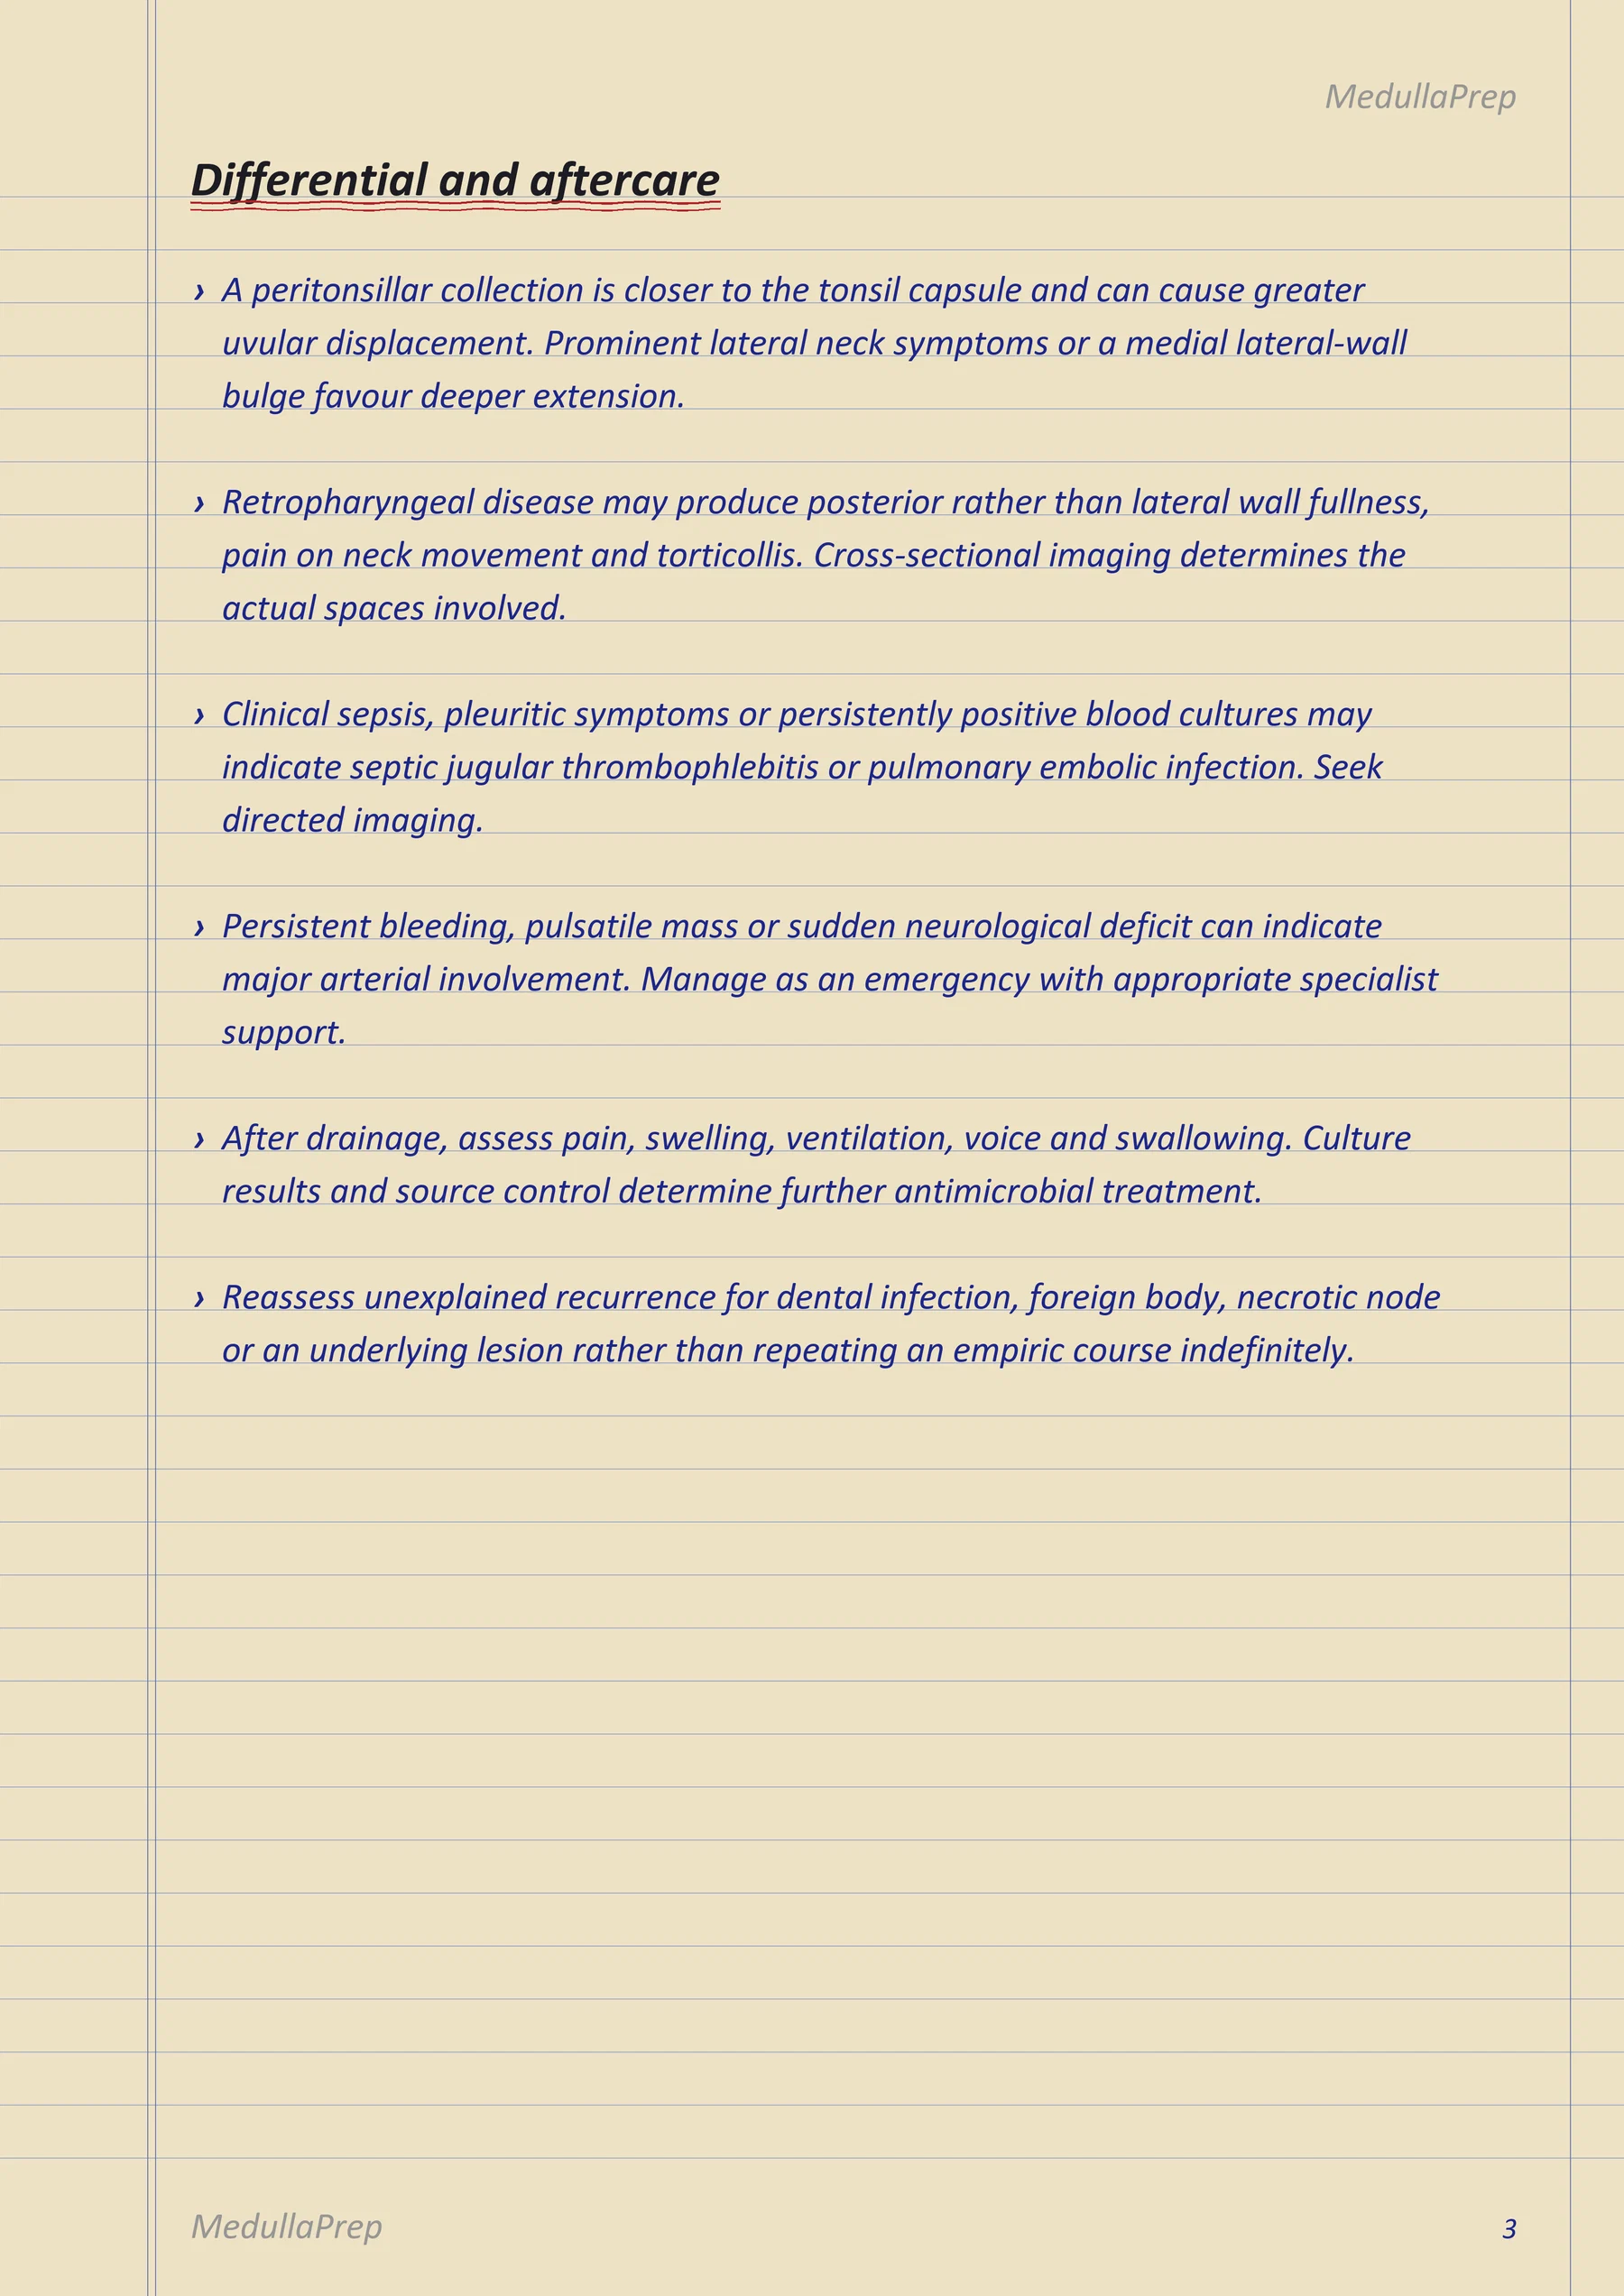 MedullaPrep
Differential and aftercare
› A peritonsillar collection is closer to the tonsil capsule and can cause greater
uvular displacement. Prominent lateral neck symptoms or a medial lateral-wall
bulge favour deeper extension.
› Retropharyngeal disease may produce posterior rather than lateral wall fullness,
pain on neck movement and torticollis. Cross-sectional imaging determines the
actual spaces involved.
› Clinical sepsis, pleuritic symptoms or persistently positive blood cultures may
indicate septic jugular thrombophlebitis or pulmonary embolic infection. Seek
directed imaging.
› Persistent bleeding, pulsatile mass or sudden neurological deficit can indicate
major arterial involvement. Manage as an emergency with appropriate specialist
support.
› After drainage, assess pain, swelling, ventilation, voice and swallowing. Culture
results and source control determine further antimicrobial treatment.
› Reassess unexplained recurrence for dental infection, foreign body, necrotic node
or an underlying lesion rather than repeating an empiric course indefinitely.
MedullaPrep
3